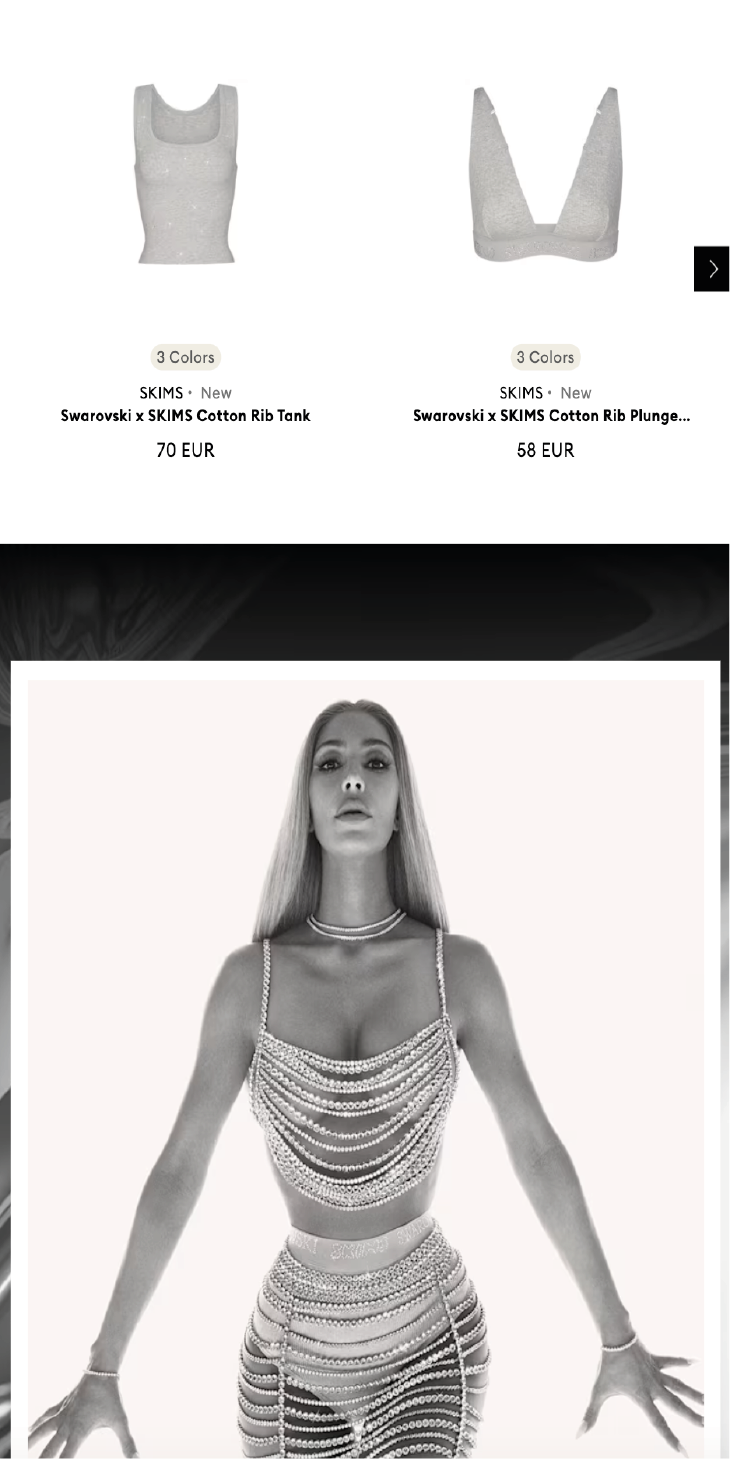 3 Colors
3 Colors
SKIMS • New
SKIMS • New
Swarovski x SKIMS Cotton Rib Tank
Swarovski x SKIMS Cotton Rib Plunge...
70 EUR
58 EUR